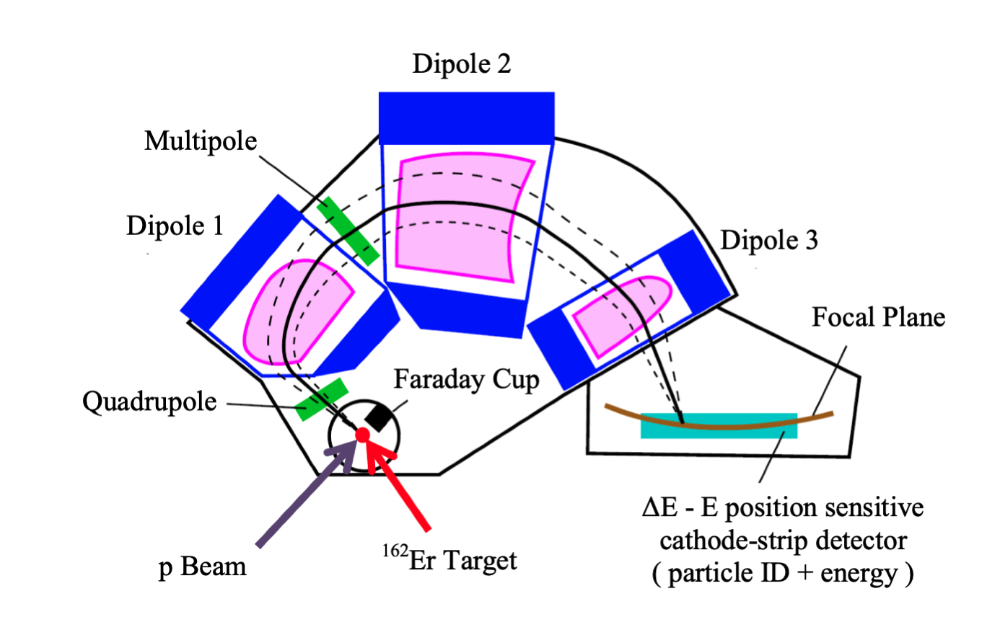 Dipole 2
Multipole
Dipole 1
Dipole 3
Focal Plane
Faraday Cup
Quadrupole
ΔE - E position sensitive
cathode-strip detector
( particle ID + energy )
¹⁶²Er Target
p Beam